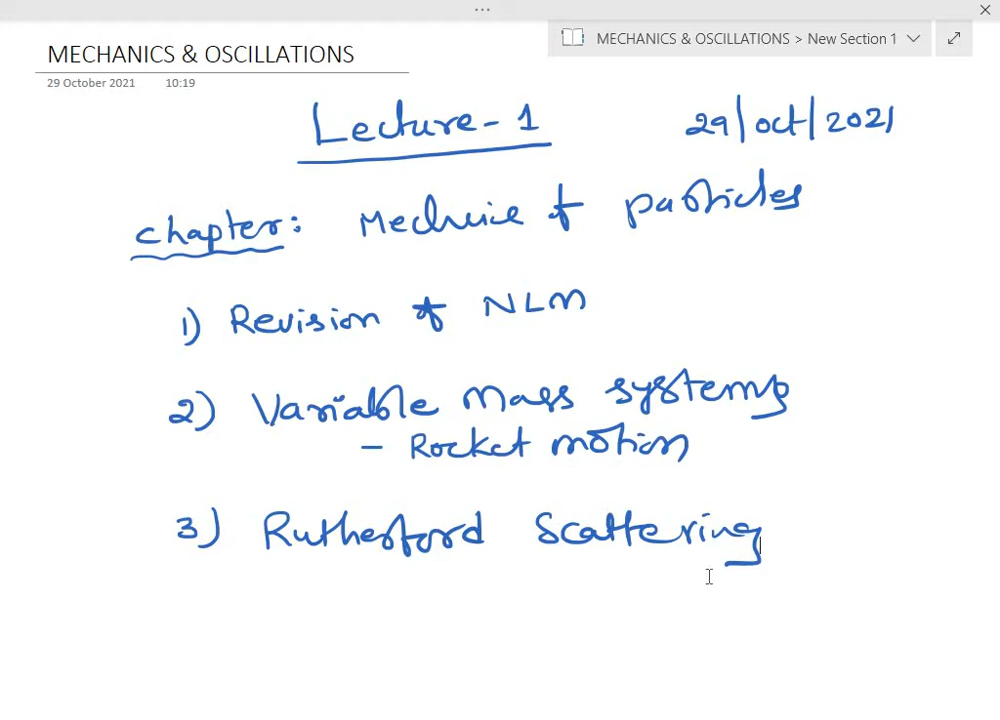 MECHANICS & OSCILLATIONS > New Section 1
MECHANICS & OSCILLATIONS
29 October 2021 10:19
Lecture - 1 29/oct/2021
chapter: of particles
1) Revision of NLM
2) Variable Mass systems
- Rocket motion
3) Rutherford Scattering